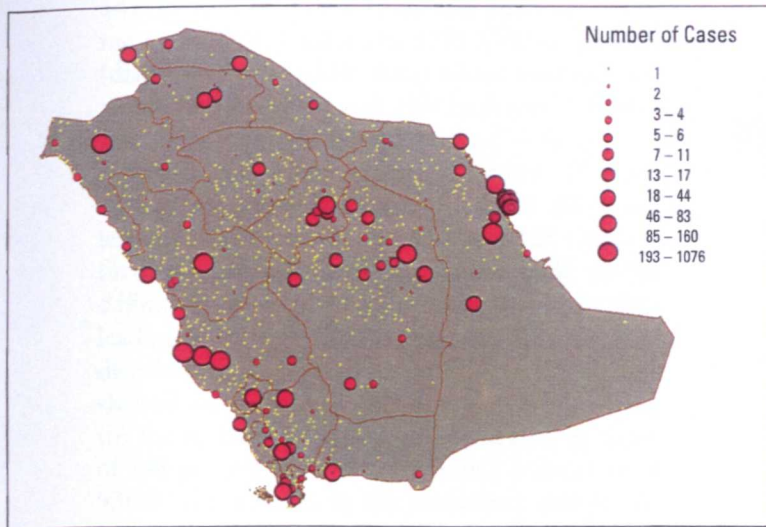 Number of Cases
1
2
3 – 4
5 – 6
7 – 11
13 – 17
18 – 44
46 – 83
85 – 160
193 – 1076